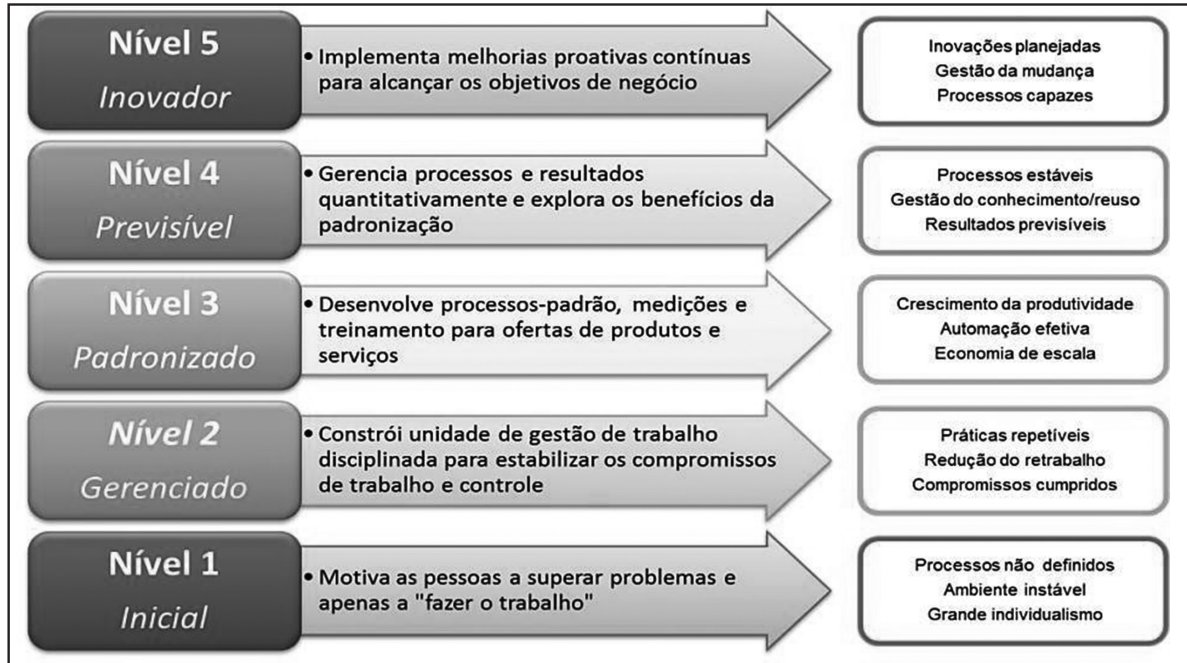 Nível 5
Inovador
• Implementa melhorias proativas contínuas
para alcançar os objetivos de negócio
Inovações planejadas
Gestão da mudança
Processos capazes
Nível 4
Previsível
• Gerencia processos e resultados
quantitativamente e explora os benefícios da
padronização
Processos estáveis
Gestão do conhecimento/reuso
Resultados previsíveis
Nível 3
Padronizado
• Desenvolve processos-padrão, medições e
treinamento para ofertas de produtos e
serviços
Crescimento da produtividade
Automação efetiva
Economia de escala
Nível 2
Gerenciado
• Constrói unidade de gestão de trabalho
disciplinada para estabilizar os compromissos
de trabalho e controle
Práticas repetíveis
Redução do retrabalho
Compromissos cumpridos
Nível 1
Inicial
• Motiva as pessoas a superar problemas e
apenas a "fazer o trabalho"
Processos não definidos
Ambiente instável
Grande individualismo